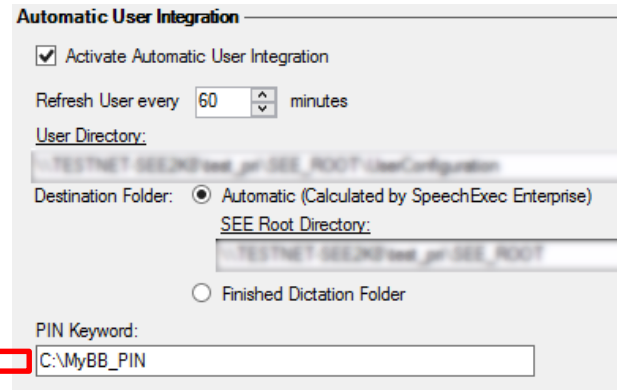 Automatic User Integration
Activate Automatic User Integration
Refresh User every 60 minutes
User Directory:
Destination Folder: Automatic (Calculated by SpeechExec Enterprise)
SEE Root Directory:
Finished Dictation Folder
PIN Keyword:
C:\MyBB_PIN